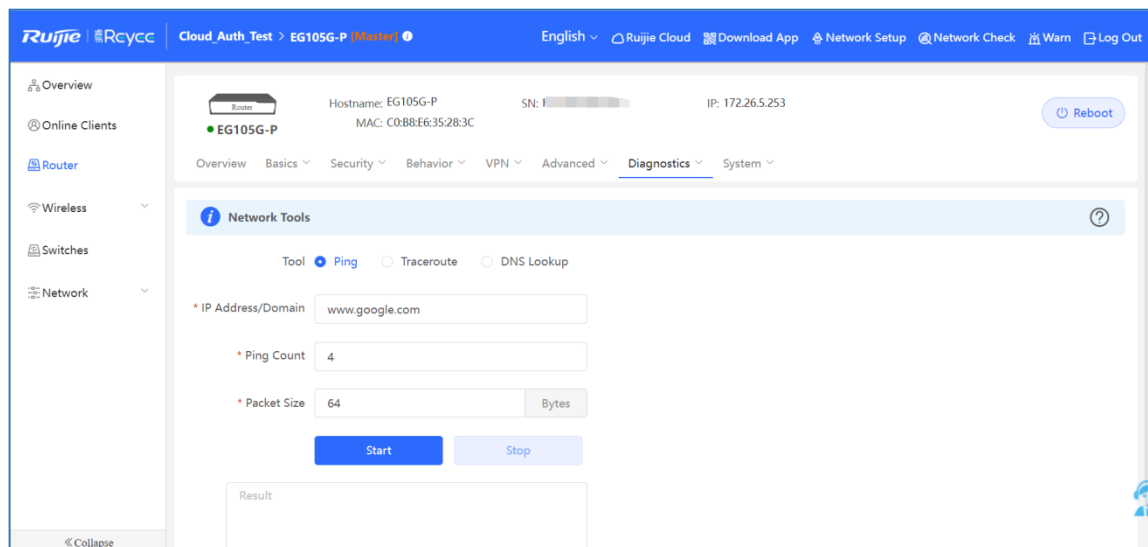 Ruijie | Rcycc Cloud_Auth_Test > EG105G-P [Master] English Ruijie Cloud Download App Network Setup Network Check Warn Log Out
Overview
Online Clients
Router
Wireless
Switches
Network
Collapse
Router
EG105G-P
Hostname: EG105G-P SN: IP: 172.26.5.253
MAC: C0:B8:E6:35:28:3C
Reboot
Overview Basics Security Behavior VPN Advanced Diagnostics System
Network Tools
Tool Ping Traceroute DNS Lookup
* IP Address/Domain www.google.com
* Ping Count 4
* Packet Size 64 Bytes
Start Stop
Result